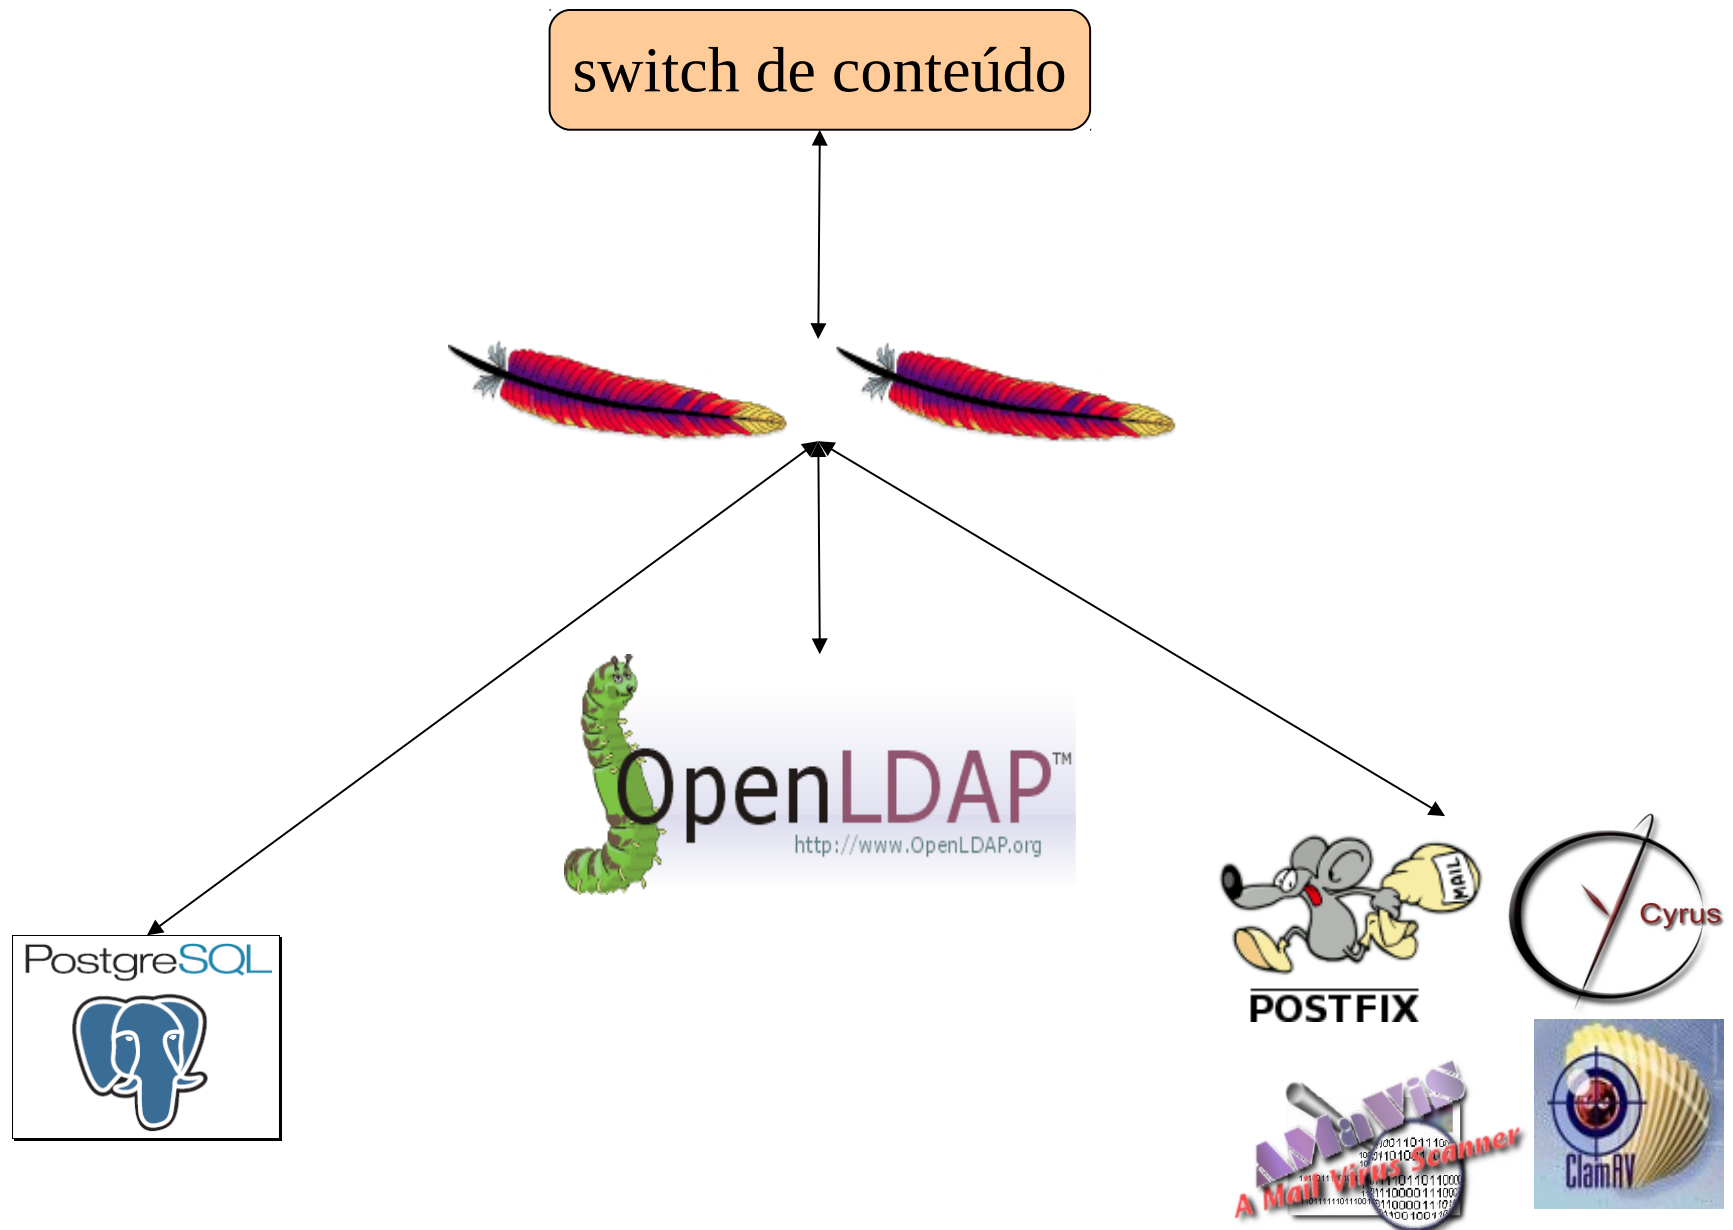 switch de conteúdo
OpenLDAP™
http://www.OpenLDAP.org
MAIL
Cyrus
PostgreSQL
POSTFIX
AMaViS
A Mail Virus Scanner
ClamAV